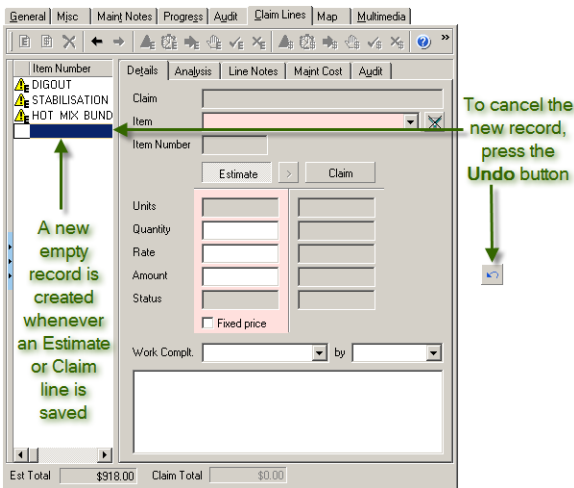 General Misc Maint Notes Progress Audit Claim Lines Map Multimedia
? »
Item Number
DIGOUT
STABILISATION
HOT MIX BUND
Details Analysis Line Notes Maint Cost Audit
Claim
Item
Item Number
Estimate > Claim
Units
Quantity
Rate
Amount
Status
Fixed price
Work Complt. by
Est Total $918.00 Claim Total $0.00
A new
empty
record is
created
whenever
an Estimate
or Claim
line is
saved
To cancel the
new record,
press the
Undo button